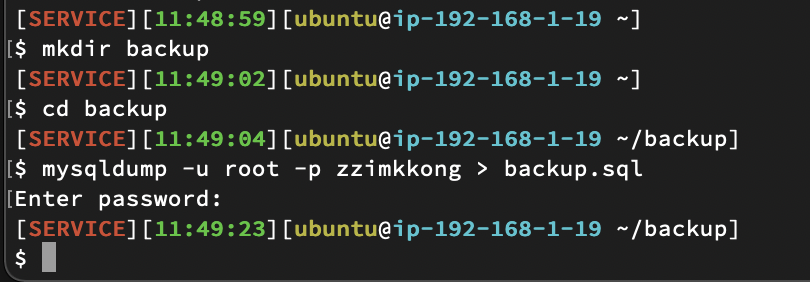 [SERVICE][11:48:59][ubuntu@ip-192-168-1-19 ~]
[$ mkdir backup
[SERVICE][11:49:02][ubuntu@ip-192-168-1-19 ~]
[$ cd backup
[SERVICE][11:49:04][ubuntu@ip-192-168-1-19 ~/backup]
[$ mysqldump -u root -p zzimkkong > backup.sql
[Enter password:
[SERVICE][11:49:23][ubuntu@ip-192-168-1-19 ~/backup]
$